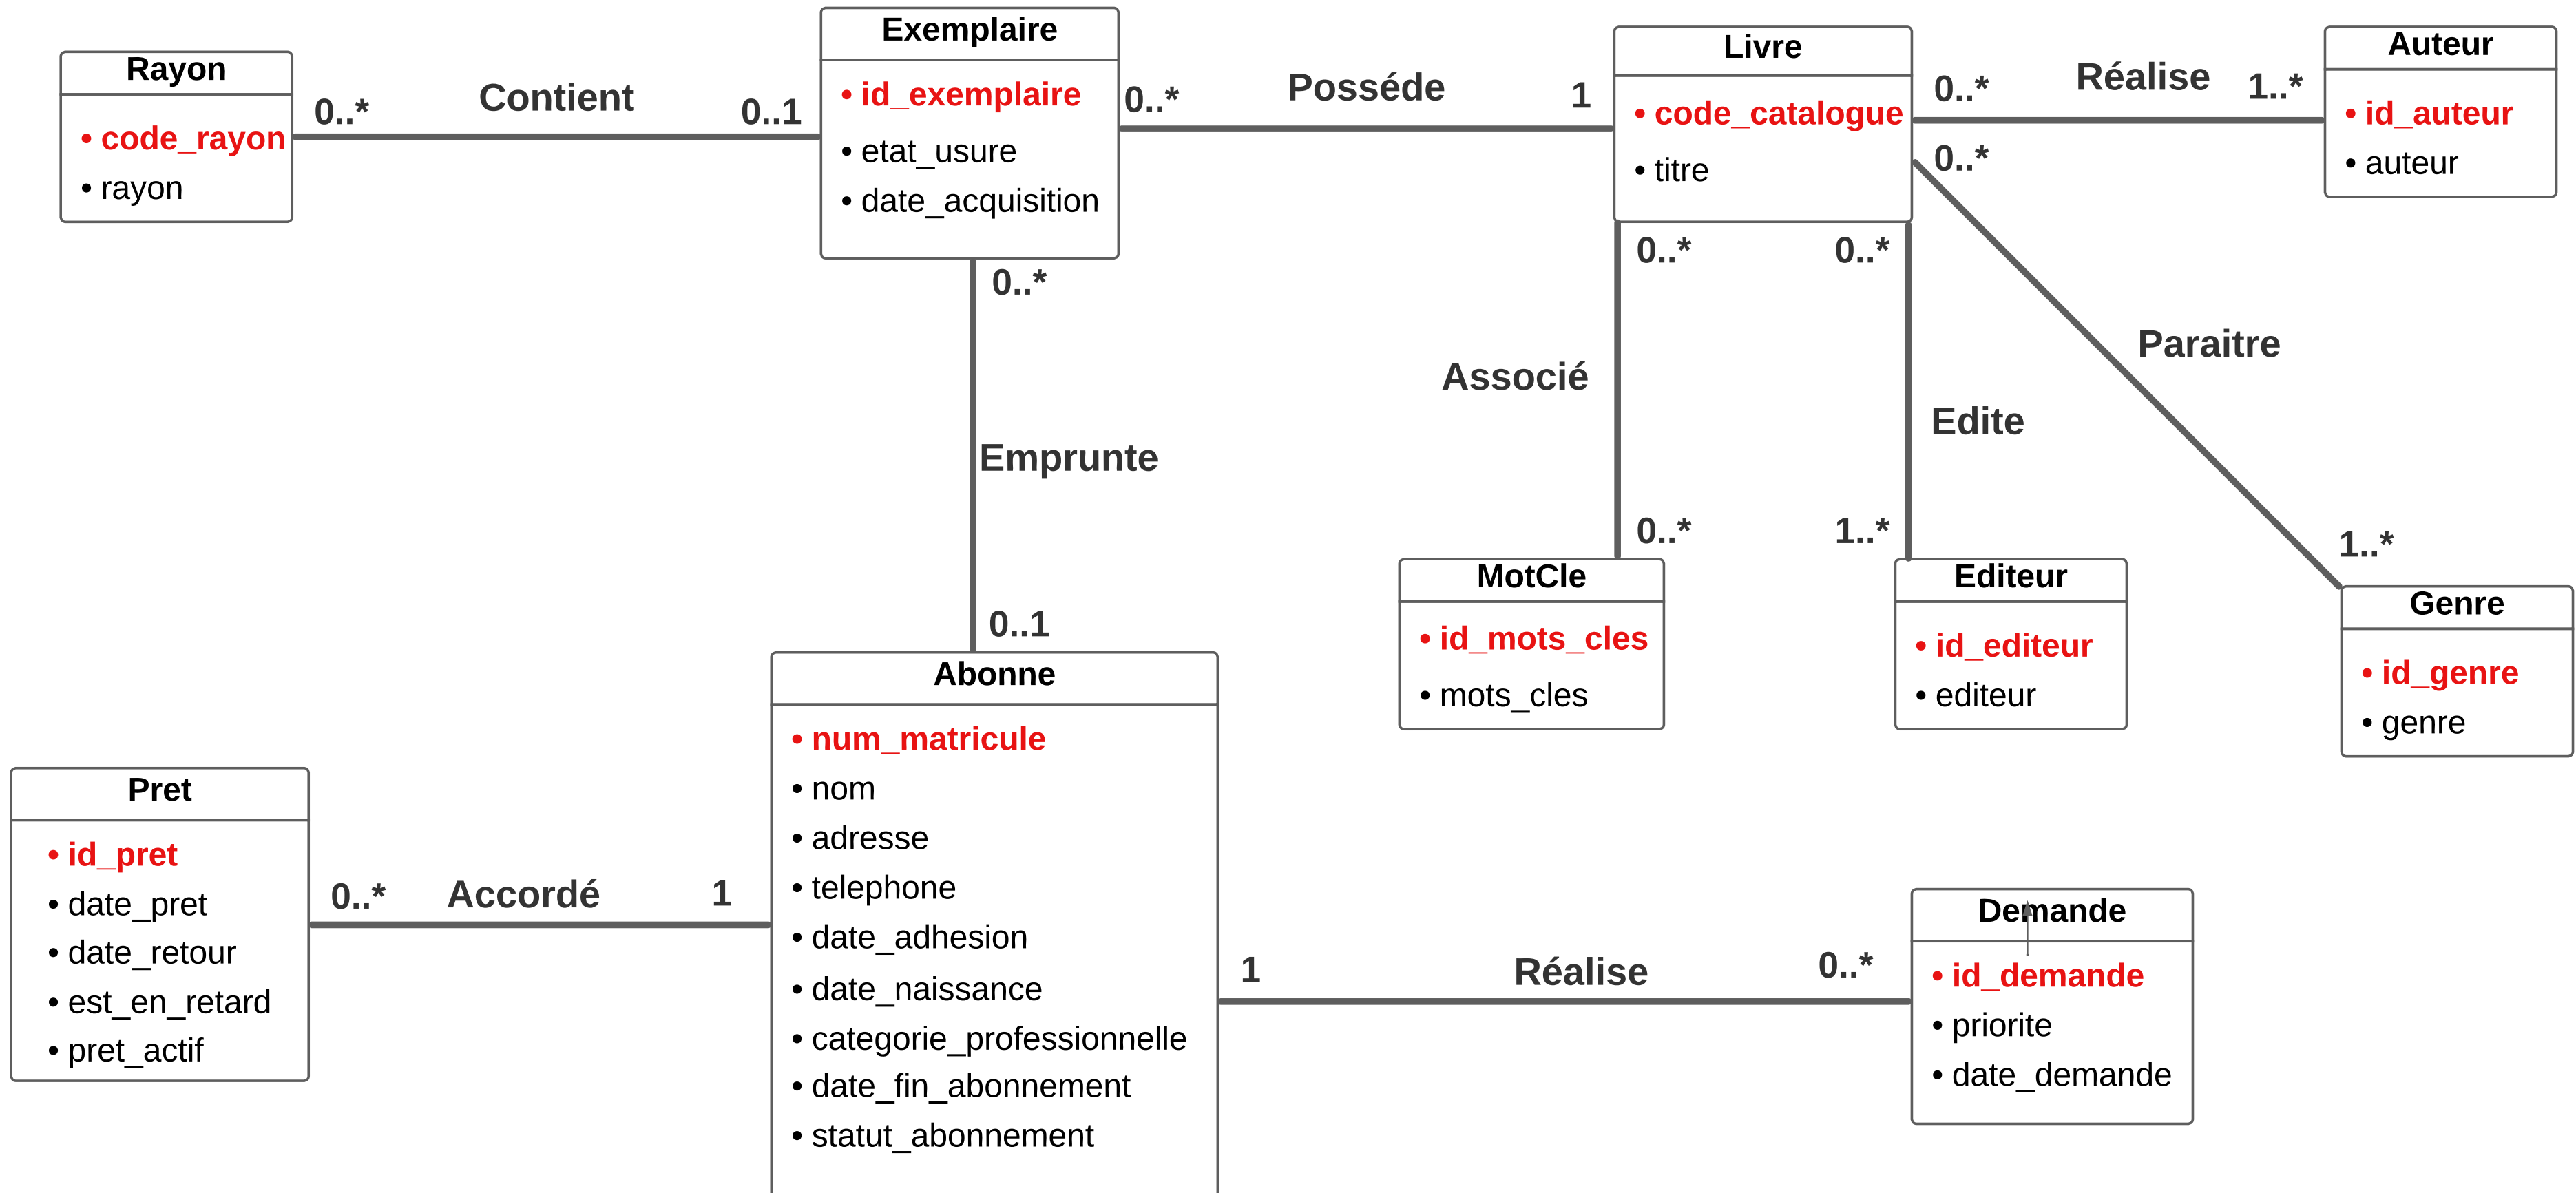 Rayon
• code_rayon
• rayon
0..*
Contient
0..1
Exemplaire
• id_exemplaire
• etat_usure
• date_acquisition
0..*
Posséde
1
Livre
• code_catalogue
• titre
0..*
Réalise
1..*
Auteur
• id_auteur
• auteur
0..*
Paraitre
1..*
Genre
• id_genre
• genre
0..*
Associé
0..*
MotCle
• id_mots_cles
• mots_cles
0..*
Edite
1..*
Editeur
• id_editeur
• editeur
0..*
Emprunte
0..1
Abonne
• num_matricule
• nom
• adresse
• telephone
• date_adhesion
• date_naissance
• categorie_professionnelle
• date_fin_abonnement
• statut_abonnement
Pret
• id_pret
• date_pret
• date_retour
• est_en_retard
• pret_actif
0..*
Accordé
1
1
Réalise
0..*
Demande
• id_demande
• priorite
• date_demande